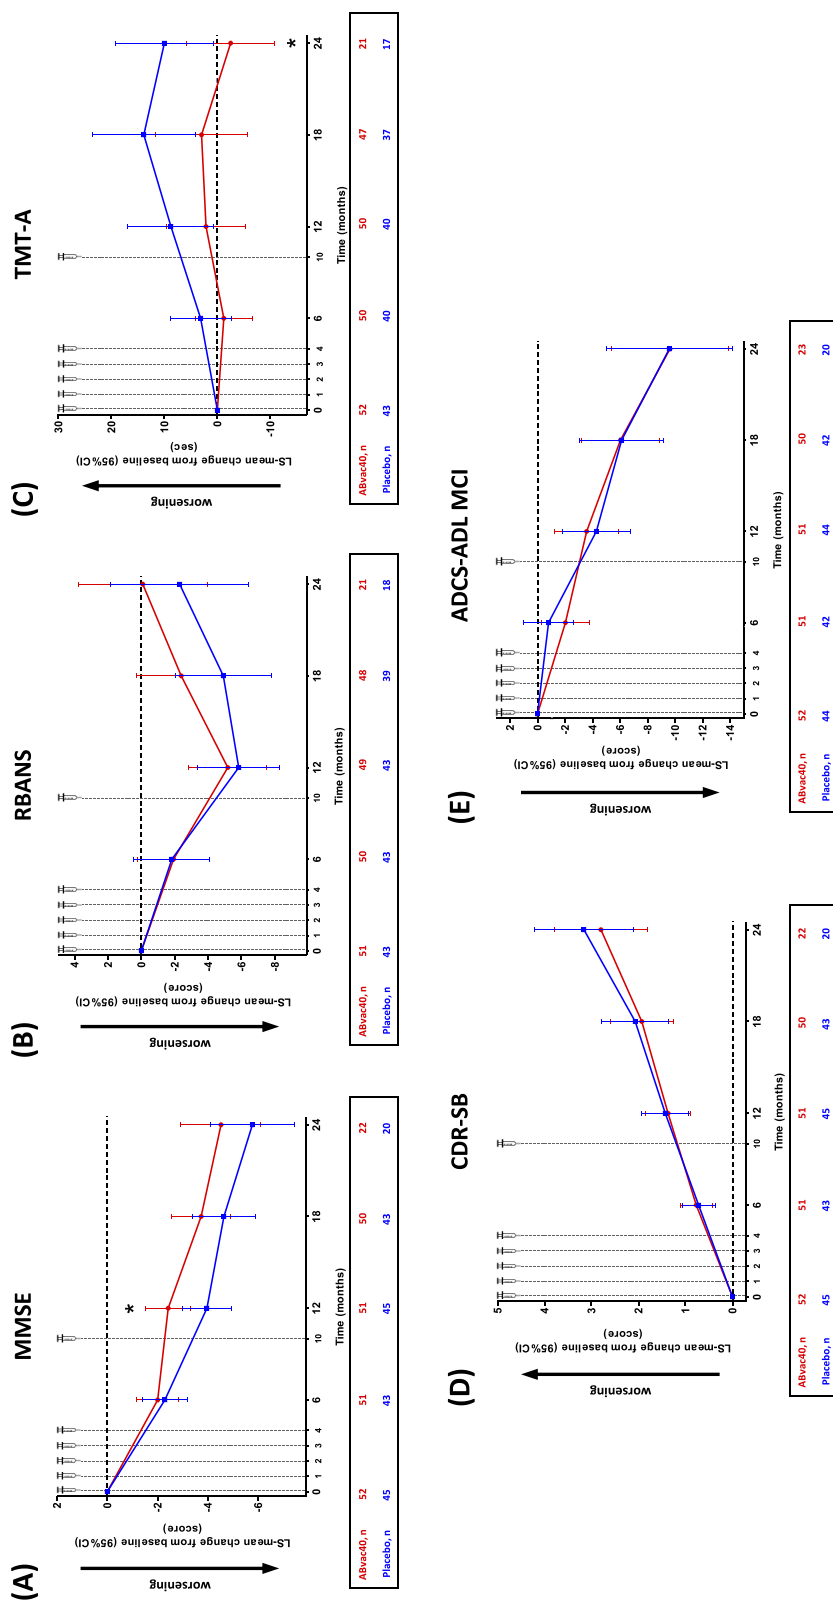 (A)
MMSE
worsening
LS-mean change from baseline (95%CI)
(score)
2
0
-2
-4
-6
0 1 2 3 4 6 10 12 18 24
*
Time (months)
ABvac40, n 52 51 51 50 22
Placebo, n 45 43 45 43 20
(B)
RBANS
worsening
LS-mean change from baseline (95%CI)
(score)
4
2
0
-2
-4
-6
-8
0 1 2 3 4 6 10 12 18 24
Time (months)
ABvac40, n 51 50 49 48 21
Placebo, n 43 43 43 39 18
(C)
TMT-A
worsening
LS-mean change from baseline (95%CI)
(sec)
30
20
10
0
-10
0 1 2 3 4 6 10 12 18 24
*
Time (months)
ABvac40, n 52 50 50 47 21
Placebo, n 43 40 40 37 17
(D)
CDR-SB
worsening
LS-mean change from baseline (95%CI)
(score)
5
4
3
2
1
0
0 1 2 3 4 6 10 12 18 24
Time (months)
ABvac40, n 52 51 51 50 22
Placebo, n 45 43 45 43 20
(E)
ADCS-ADL MCI
worsening
LS-mean change from baseline (95%CI)
(score)
2
0
-2
-4
-6
-8
-10
-12
-14
0 1 2 3 4 6 10 12 18 24
Time (months)
ABvac40, n 52 51 51 50 23
Placebo, n 44 42 44 42 20